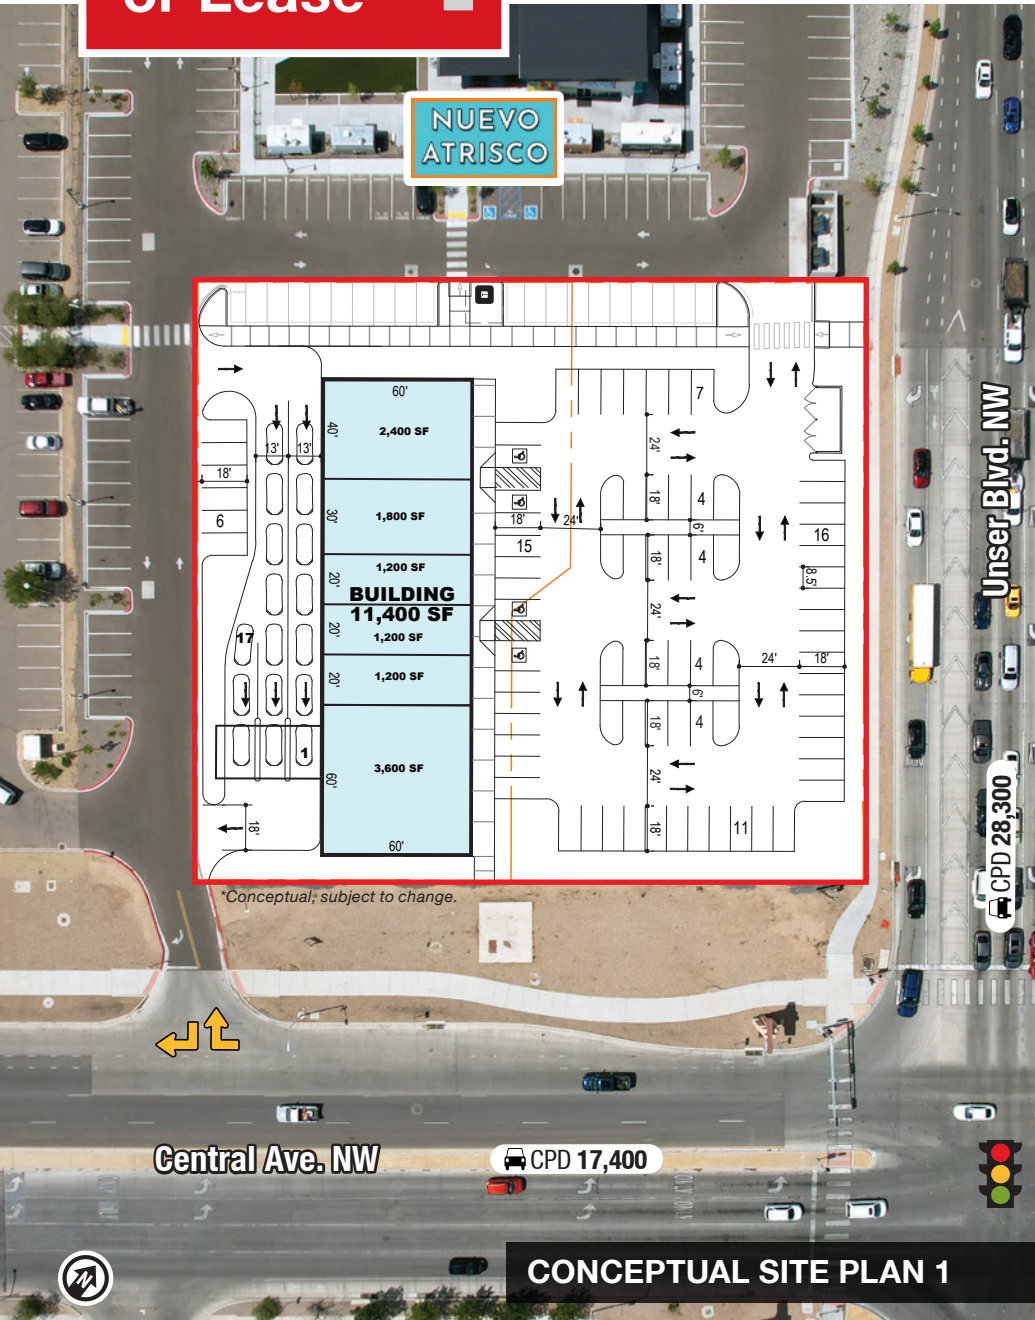 or Lease
NUEVO
ATRISCO
60'
40'
2,400 SF
7
24'
13'
13'
18'
18'
4
6
30'
1,800 SF
18'
24'
6'
16
15
18'
4
1,200 SF
20'
8.5'
BUILDING
11,400 SF
24'
20'
1,200 SF
17
18'
4
24'
18'
20'
1,200 SF
6'
18'
4
1
3,600 SF
60'
24'
18'
18'
11
60'
*Conceptual, subject to change.
Unser Blvd. NW
CPD 28,300
Central Ave. NW
CPD 17,400
N
CONCEPTUAL SITE PLAN 1